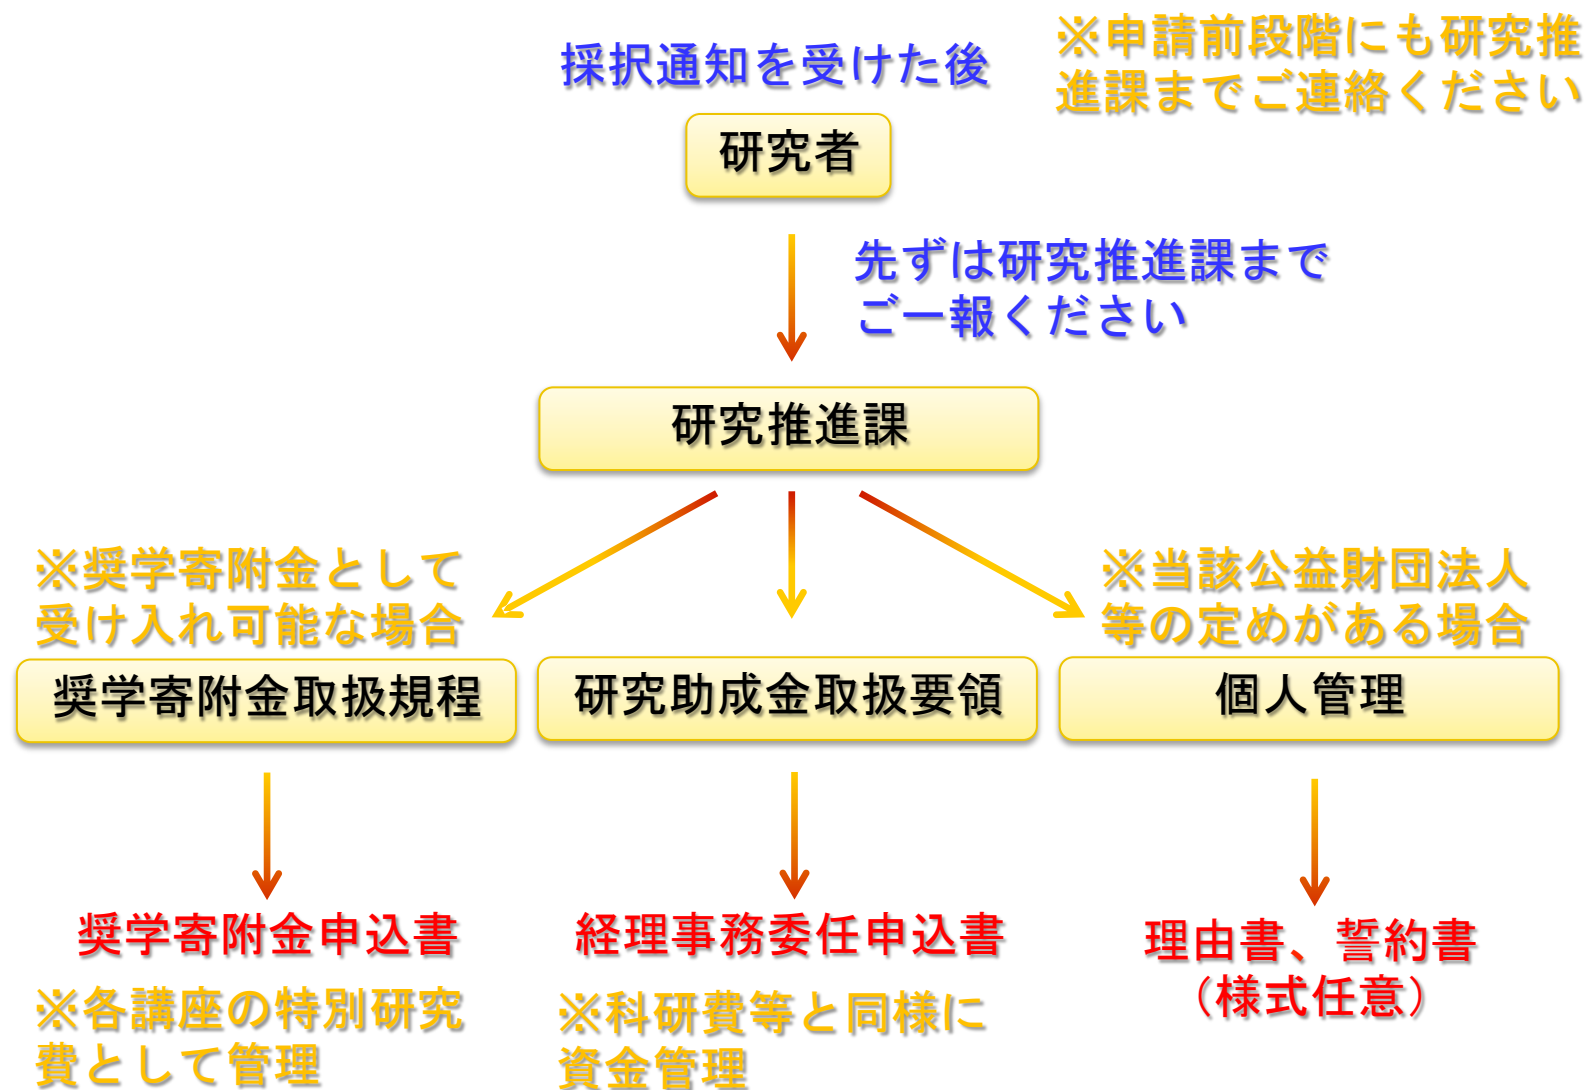 ※申請前段階にも研究推
進課までご連絡ください
採択通知を受けた後
研究者
先ずは研究推進課まで
ご一報ください
研究推進課
※奨学寄附金として
受け入れ可能な場合
※当該公益財団法人
等の定めがある場合
奨学寄附金取扱規程
研究助成金取扱要領
個人管理
奨学寄附金申込書
経理事務委任申込書
理由書、誓約書
（様式任意）
※各講座の特別研究
費として管理
※科研費等と同様に
資金管理